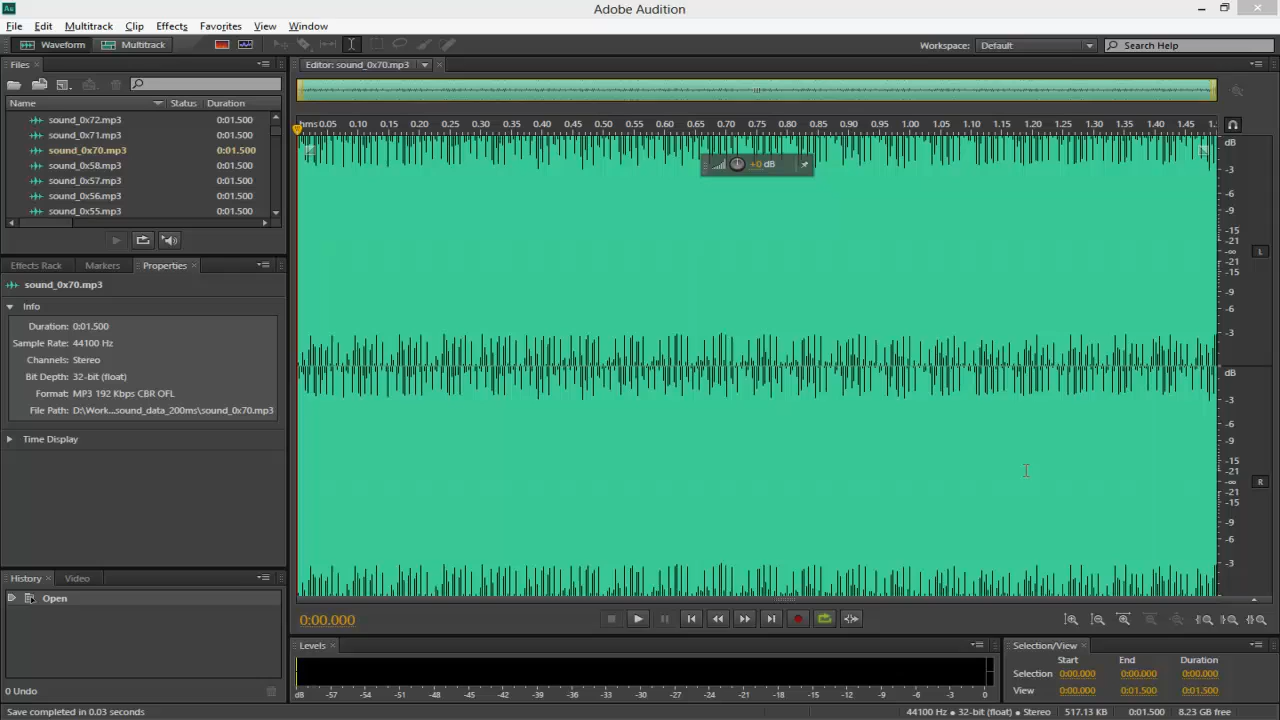 Au Adobe Audition
File Edit Multitrack Clip Effects Favorites View Window
Waveform Multitrack Workspace: Default Search Help
Files
Name Status Duration
sound_0x72.mp3 0:01.500
sound_0x71.mp3 0:01.500
sound_0x70.mp3 0:01.500
sound_0x58.mp3 0:01.500
sound_0x57.mp3 0:01.500
sound_0x56.mp3 0:01.500
sound_0x55.mp3 0:01.500
Effects Rack Markers Properties
sound_0x70.mp3
Info
Duration: 0:01.500
Sample Rate: 44100 Hz
Channels: Stereo
Bit Depth: 32-bit (float)
Format: MP3 192 Kbps CBR OFL
File Path: D:\Work...sound_data_200ms\sound_0x70.mp3
Time Display
History Video
Open
0 Undo
Save completed in 0.03 seconds
Editor: sound_0x70.mp3
hms 0.05 0.10 0.15 0.20 0.25 0.30 0.35 0.40 0.45 0.50 0.55 0.60 0.65 0.70 0.75 0.80 0.85 0.90 0.95 1.00 1.05 1.10 1.15 1.20 1.25 1.30 1.35 1.40 1.45 1.
+0 dB
dB
-3
-6
-9
-15
-21
-∞
-21
-15
-9
-6
-3
L
dB
-3
-6
-9
-15
-21
-∞
-21
-15
-9
-6
-3
R
0:00.000
Levels
dB -57 -54 -51 -48 -45 -42 -39 -36 -33 -30 -27 -24 -21 -18 -15 -12 -9 -6 -3 0
Selection/View
Start End Duration
Selection 0:00.000 0:00.000 0:00.000
View 0:00.000 0:01.500 0:01.500
44100 Hz • 32-bit (float) • Stereo 517.13 KB 0:01.500 8.23 GB free